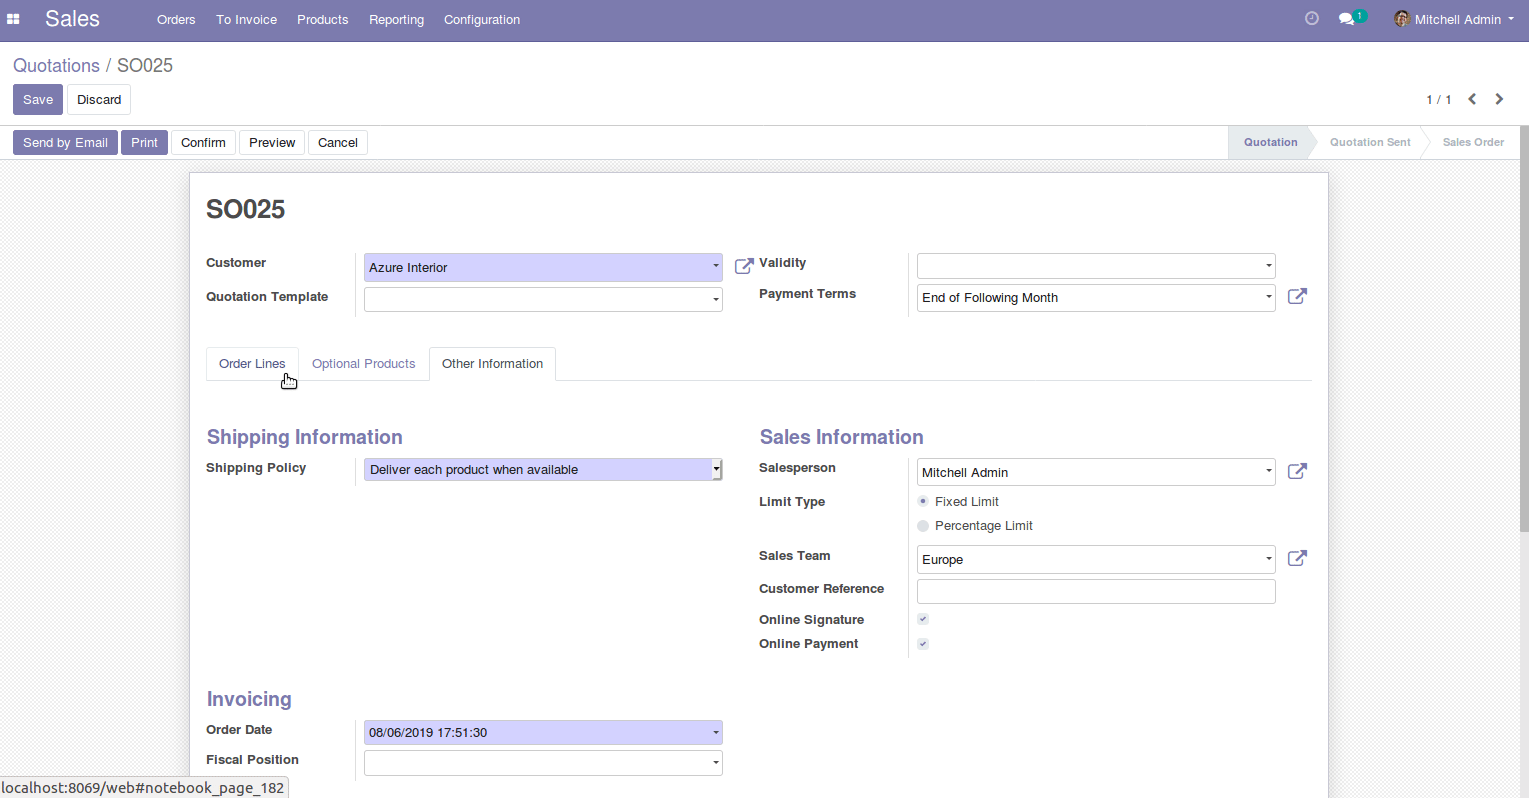 Sales Orders To Invoice Products Reporting Configuration 1 Mitchell Admin
Quotations / SO025
Save Discard 1 / 1
Send by Email Print Confirm Preview Cancel Quotation Quotation Sent Sales Order
SO025
Customer Azure Interior Validity
Quotation Template Payment Terms End of Following Month
Order Lines Optional Products Other Information
Shipping Information Sales Information
Shipping Policy Deliver each product when available Salesperson Mitchell Admin
Limit Type Fixed Limit
Percentage Limit
Sales Team Europe
Customer Reference
Online Signature
Online Payment
Invoicing
Order Date 08/06/2019 17:51:30
Fiscal Position
localhost:8069/web#notebook_page_182